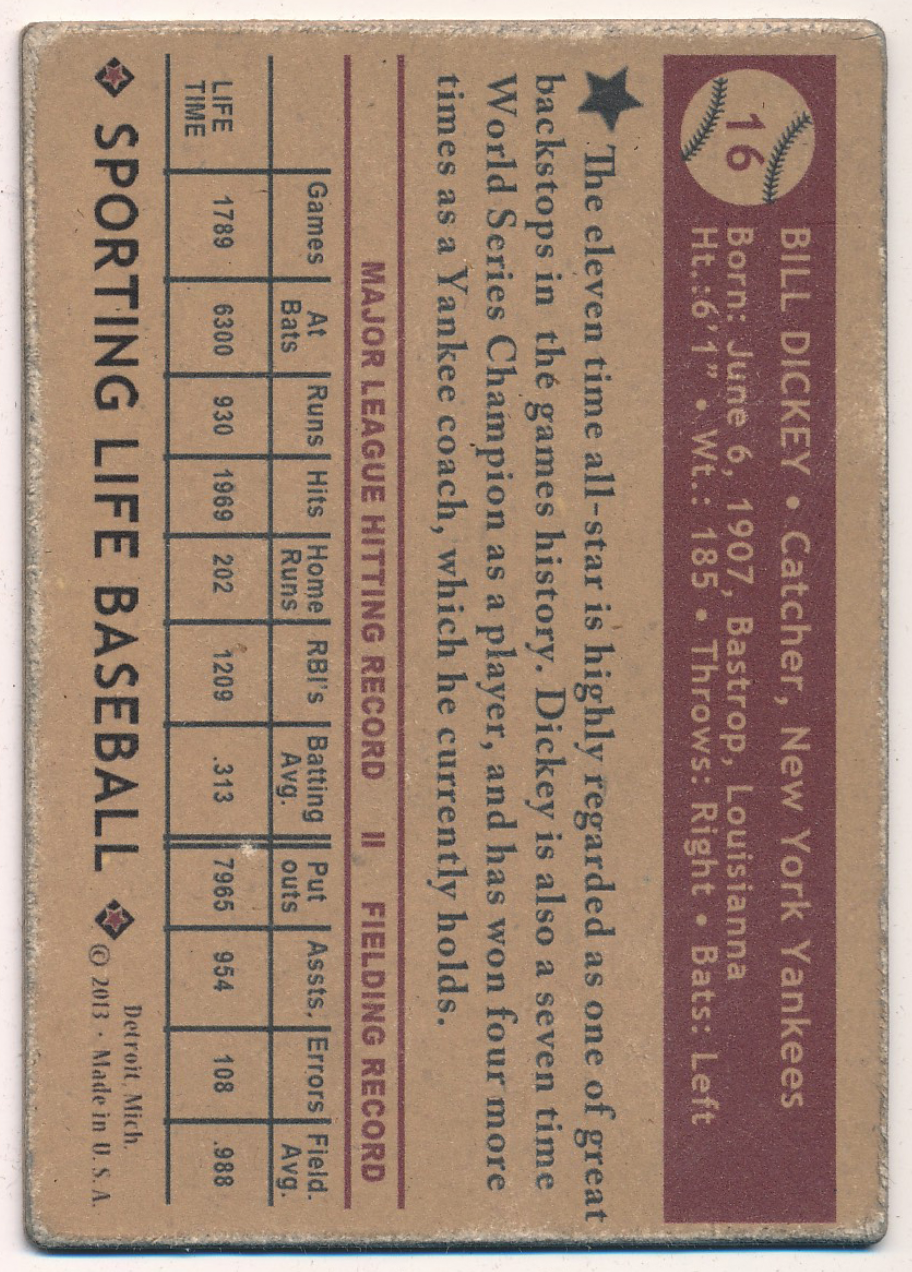 16
BILL DICKEY • Catcher, New York Yankees
Born: June 6, 1907, Bastrop, Louisianna
Ht.:6'1” • Wt.: 185 • Throws: Right • Bats: Left
The eleven time all-star is highly regarded as one of great
backstops in the games history. Dickey is also a seven time
World Series Champion as a player, and has won four more
times as a Yankee coach, which he currently holds.
MAJOR LEAGUE HITTING RECORD II FIELDING RECORD
Games At Bats Runs Hits Home Runs RBI's Batting Avg. Put outs Assts. Errors Field. Avg.
LIFE TIME 1789 6300 930 1969 202 1209 .313 7965 954 108 .988
SPORTING LIFE BASEBALL
Detroit, Mich.
© 2013 · Made in U. S. A.